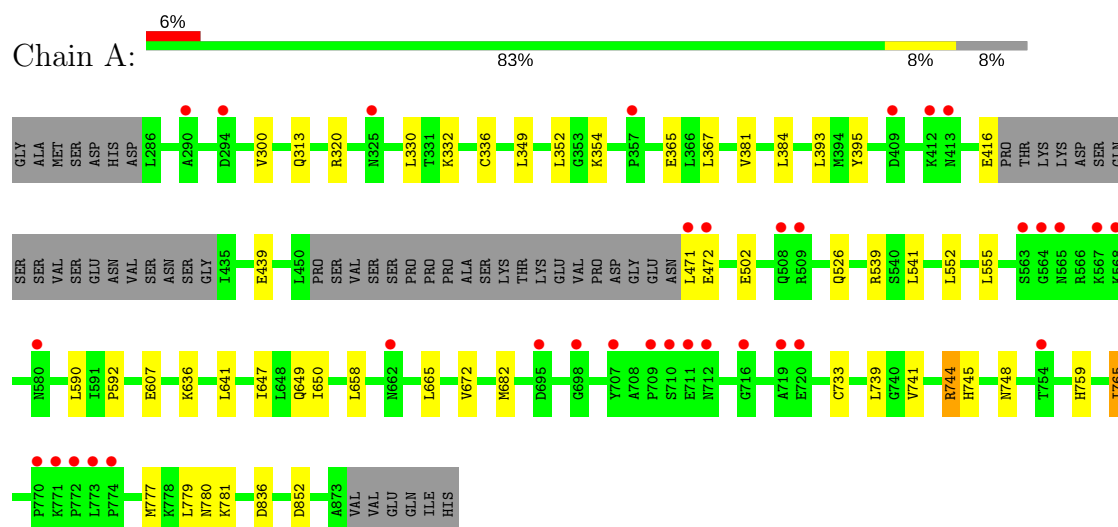 6%
Chain A:
83% 8% 8%
GLY ALA MET SER ASP HIS ASP L286 A290 D294 V300 Q313 R320 N325 L330 T331 K332 C336 L349 L352 G353 K354 P357 E365 L366 L367 V381 L384 L393 M394 Y395 D409 K412 N413 E416 PRO THR LYS LYS ASP SER GLN
SER SER VAL SER GLU ASN VAL SER ASN SER GLY I435 E439 L450 PRO SER VAL SER SER PRO PRO PRO ALA SER LYS THR LYS GLU VAL PRO ASP GLY GLU ASN L471 E472 E502 Q508 R509 Q526 R539 S540 L541 L552 L555 S563 G564 N565 R566 K567 K568
N580 L590 I591 P592 E607 K636 L641 I647 L648 Q649 I650 L658 N662 L665 V672 M682 D695 G698 Y707 A708 P709 S710 E711 N712 G716 A719 E720 C733 L739 G740 V741 R744 H745 N748 T754 H759 I765
P770 K771 P772 L773 P774 M777 K778 L779 N780 K781 D836 D852 A873 VAL VAL GLU GLN ILE HIS